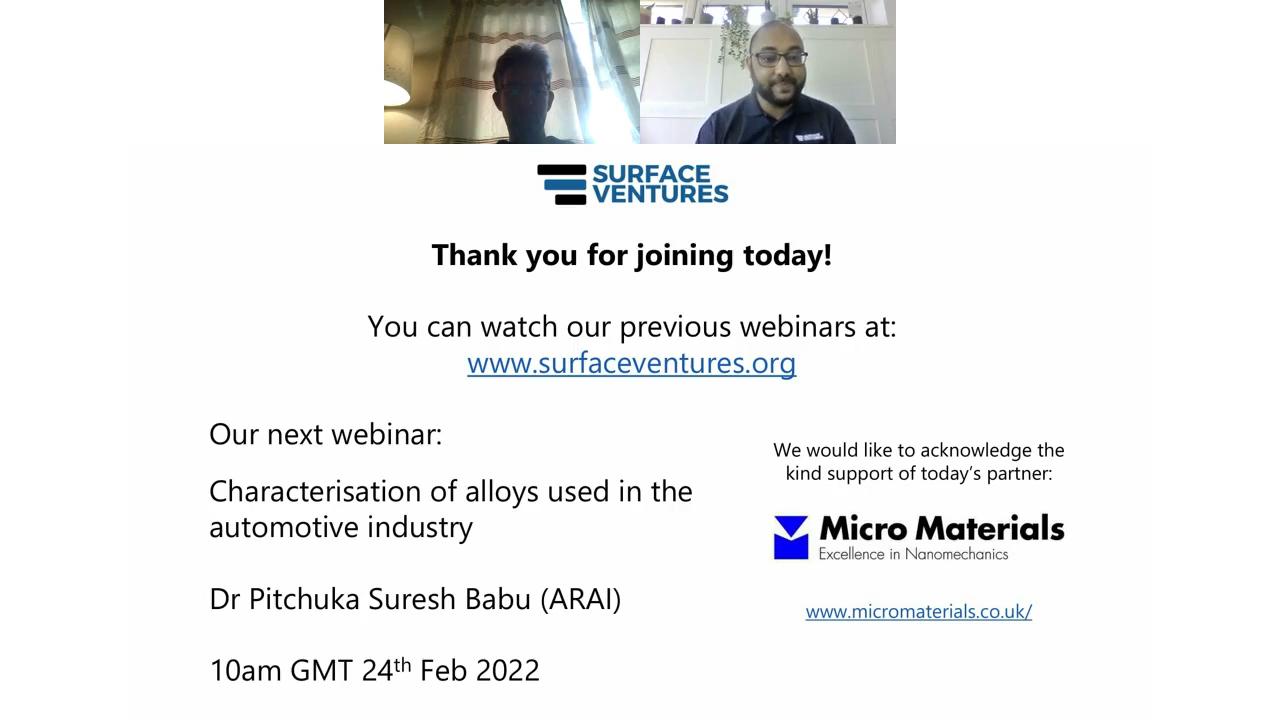 SURFACE
VENTURES
Thank you for joining today!
You can watch our previous webinars at:
www.surfaceventures.org
Our next webinar:
Characterisation of alloys used in the
automotive industry
Dr Pitchuka Suresh Babu (ARAI)
10am GMT 24th Feb 2022
We would like to acknowledge the
kind support of today’s partner:
Micro Materials
Excellence in Nanomechanics
www.micromaterials.co.uk/